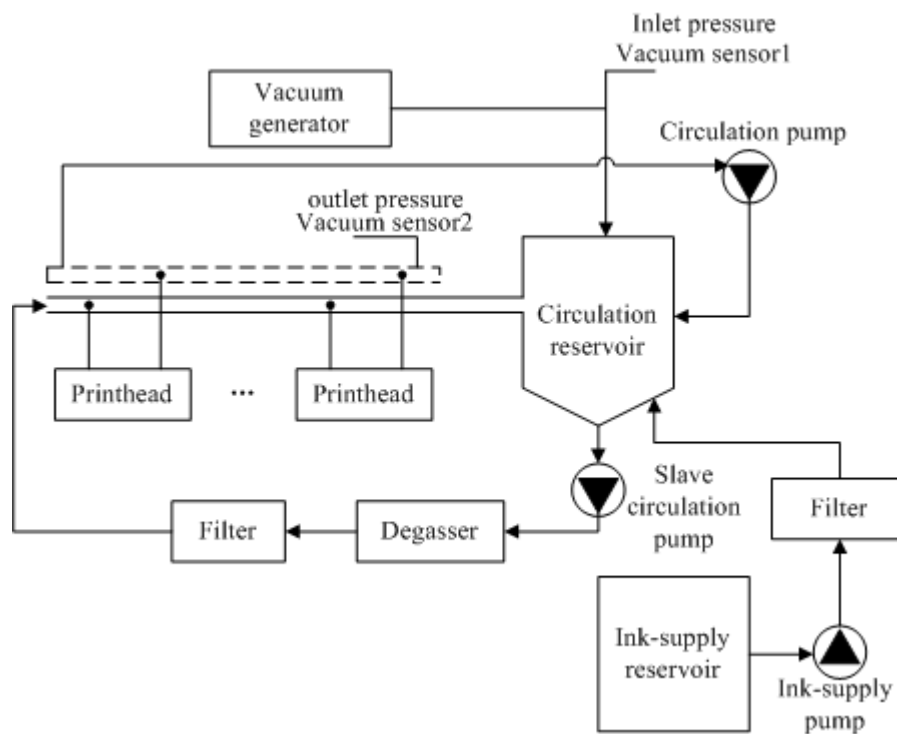 Inlet pressure
Vacuum sensor1
Vacuum
generator
Circulation pump
outlet pressure
Vacuum sensor2
Circulation
reservoir
Printhead
...
Printhead
Slave
circulation
pump
Filter
Filter
Degasser
Ink-supply
reservoir
Ink-supply
pump